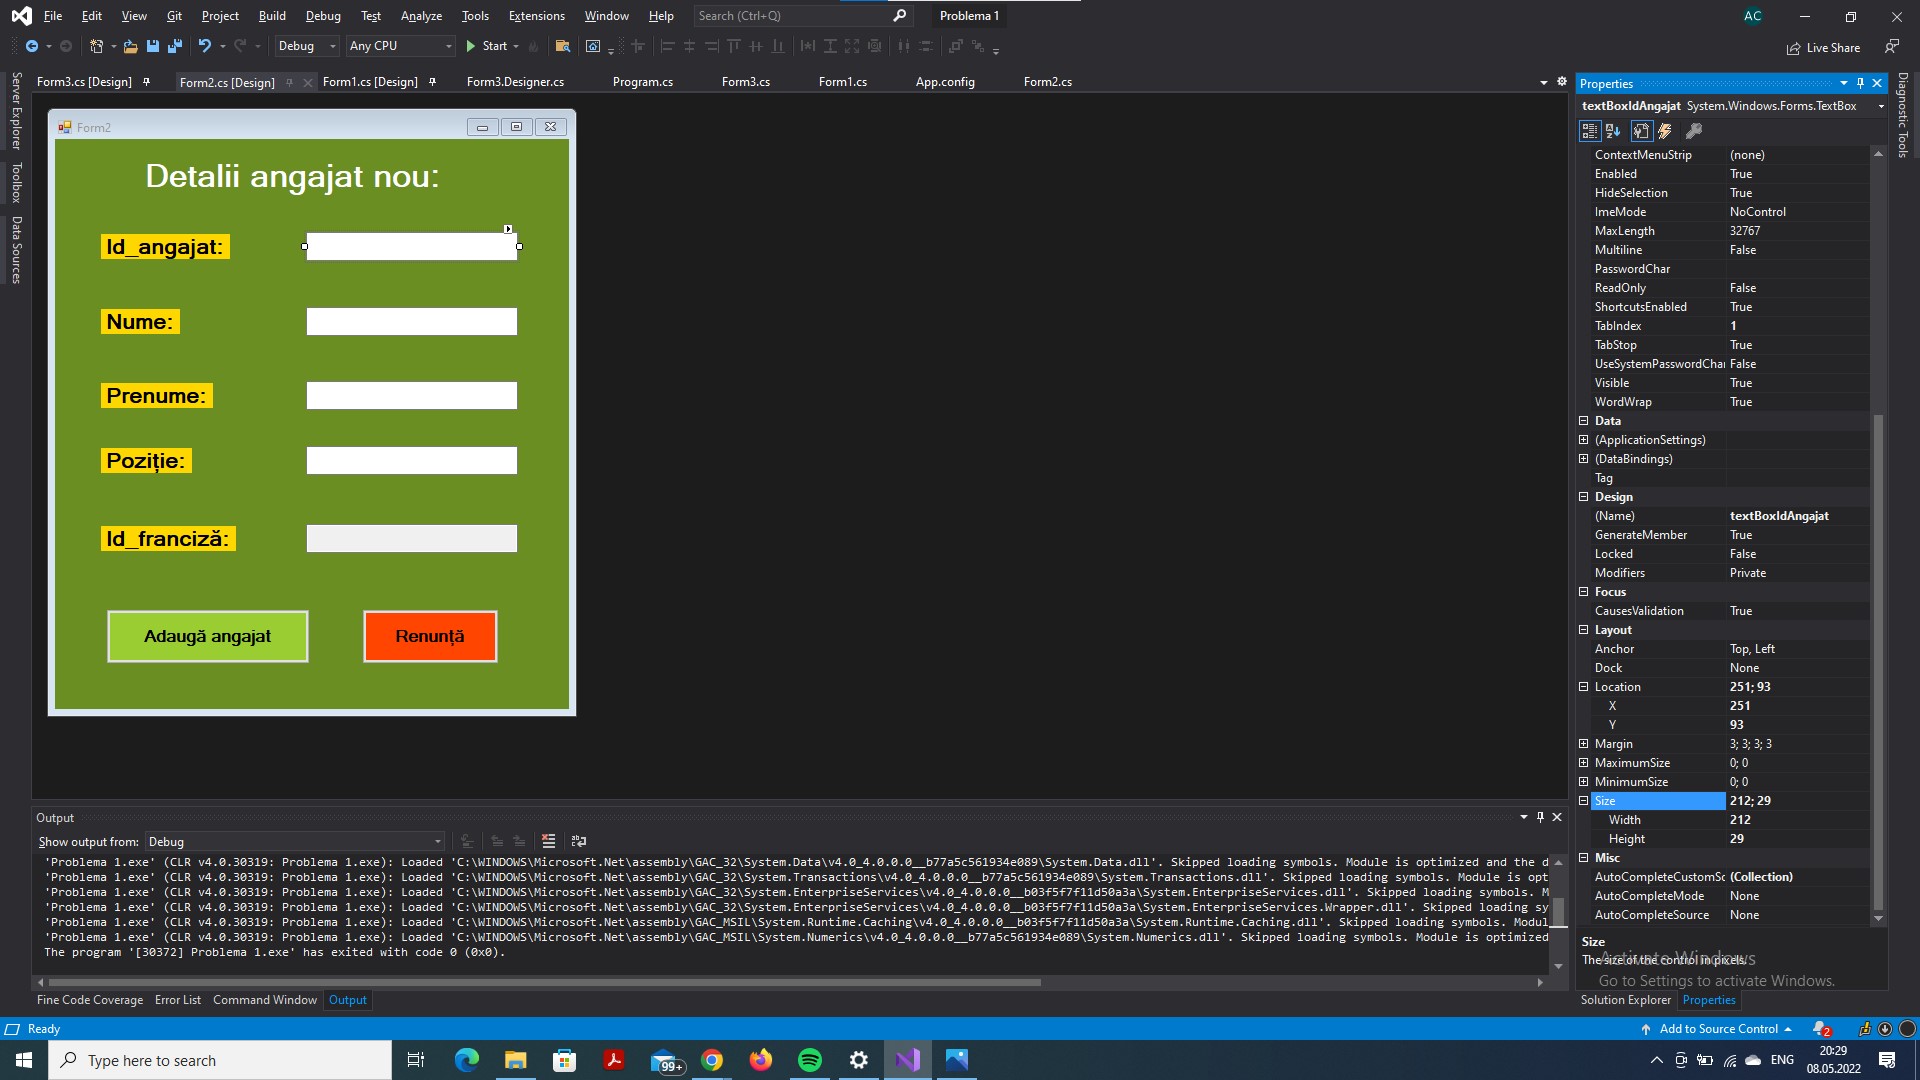 File Edit View Git Project Build Debug Test Analyze Tools Extensions Window Help Search (Ctrl+Q) Problema 1 AC
Debug Any CPU Start Live Share
Form3.cs [Design] Form2.cs [Design] Form1.cs [Design] Form3.Designer.cs Program.cs Form3.cs Form1.cs App.config Form2.cs
Server Explorer
Toolbox
Data Sources
Form2
Detalii angajat nou:
Id_angajat:
Nume:
Prenume:
Poziție:
Id_franciză:
Adaugă angajat Renunță
Properties
textBoxIdAngajat System.Windows.Forms.TextBox
ContextMenuStrip (none)
Enabled True
HideSelection True
ImeMode NoControl
MaxLength 32767
Multiline False
PasswordChar
ReadOnly False
ShortcutsEnabled True
TabIndex 1
TabStop True
UseSystemPasswordChar False
Visible True
WordWrap True
Data
(ApplicationSettings)
(DataBindings)
Tag
Design
(Name) textBoxIdAngajat
GenerateMember True
Locked False
Modifiers Private
Focus
CausesValidation True
Layout
Anchor Top, Left
Dock None
Location 251; 93
X 251
Y 93
Margin 3; 3; 3; 3
MaximumSize 0; 0
MinimumSize 0; 0
Size 212; 29
Width 212
Height 29
Misc
AutoCompleteCustomSc (Collection)
AutoCompleteMode None
AutoCompleteSource None
Size
The size of the control in pixels.
Activate Windows
Go to Settings to activate Windows.
Solution Explorer Properties
Diagnostic Tools
Output
Show output from: Debug
'Problema 1.exe' (CLR v4.0.30319: Problema 1.exe): Loaded 'C:\WINDOWS\Microsoft.Net\assembly\GAC_32\System.Data\v4.0_4.0.0.0__b77a5c561934e089\System.Data.dll'. Skipped loading symbols. Module is optimized and the d
'Problema 1.exe' (CLR v4.0.30319: Problema 1.exe): Loaded 'C:\WINDOWS\Microsoft.Net\assembly\GAC_32\System.Transactions\v4.0_4.0.0.0__b77a5c561934e089\System.Transactions.dll'. Skipped loading symbols. Module is opt
'Problema 1.exe' (CLR v4.0.30319: Problema 1.exe): Loaded 'C:\WINDOWS\Microsoft.Net\assembly\GAC_32\System.EnterpriseServices\v4.0_4.0.0.0__b03f5f7f11d50a3a\System.EnterpriseServices.dll'. Skipped loading symbols. M
'Problema 1.exe' (CLR v4.0.30319: Problema 1.exe): Loaded 'C:\WINDOWS\Microsoft.Net\assembly\GAC_32\System.EnterpriseServices\v4.0_4.0.0.0__b03f5f7f11d50a3a\System.EnterpriseServices.Wrapper.dll'. Skipped loading sy
'Problema 1.exe' (CLR v4.0.30319: Problema 1.exe): Loaded 'C:\WINDOWS\Microsoft.Net\assembly\GAC_MSIL\System.Runtime.Caching\v4.0_4.0.0.0__b03f5f7f11d50a3a\System.Runtime.Caching.dll'. Skipped loading symbols. Modul
'Problema 1.exe' (CLR v4.0.30319: Problema 1.exe): Loaded 'C:\WINDOWS\Microsoft.Net\assembly\GAC_MSIL\System.Numerics\v4.0_4.0.0.0__b77a5c561934e089\System.Numerics.dll'. Skipped loading symbols. Module is optimized
The program '[30372] Problema 1.exe' has exited with code 0 (0x0).
Fine Code Coverage Error List Command Window Output
Ready Add to Source Control 2
Type here to search 99+ ENG 20:29
08.05.2022